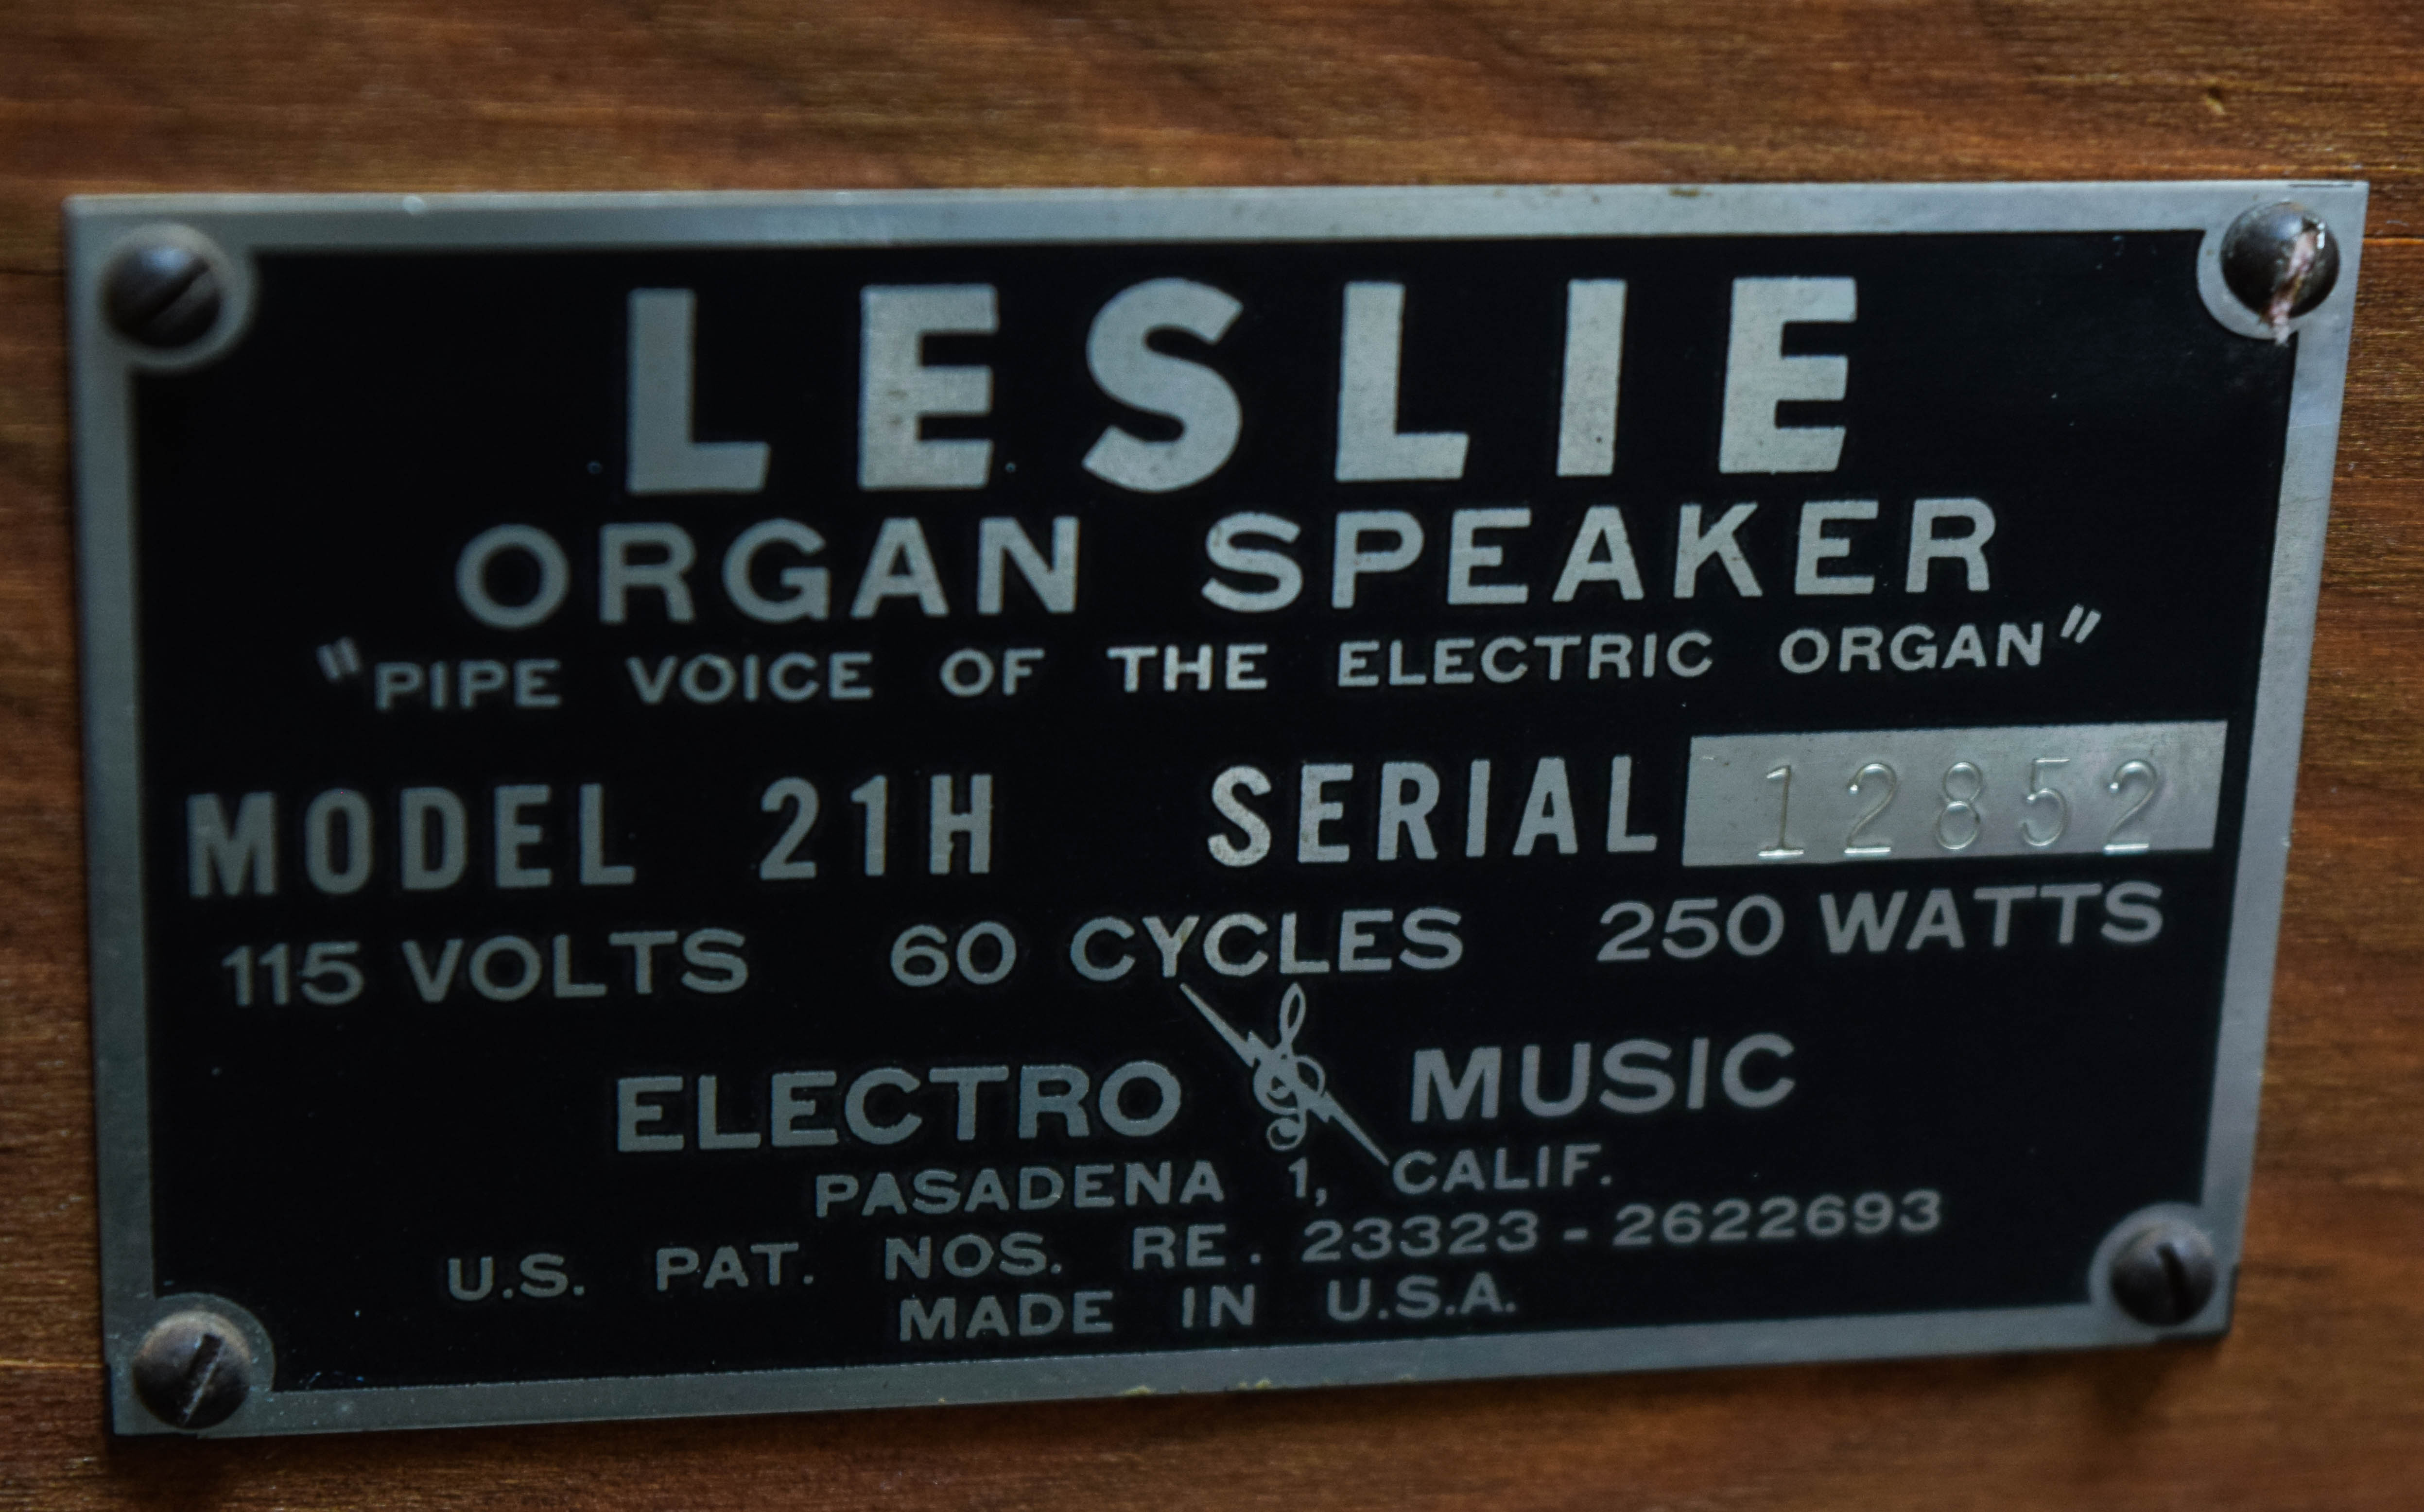 LESLIE
ORGAN SPEAKER
"PIPE VOICE OF THE ELECTRIC ORGAN"
MODEL 21H SERIAL 12852
115 VOLTS 60 CYCLES 250 WATTS
ELECTRO MUSIC
PASADENA 1, CALIF.
U.S. PAT. NOS. RE. 23323 - 2622693
MADE IN U.S.A.